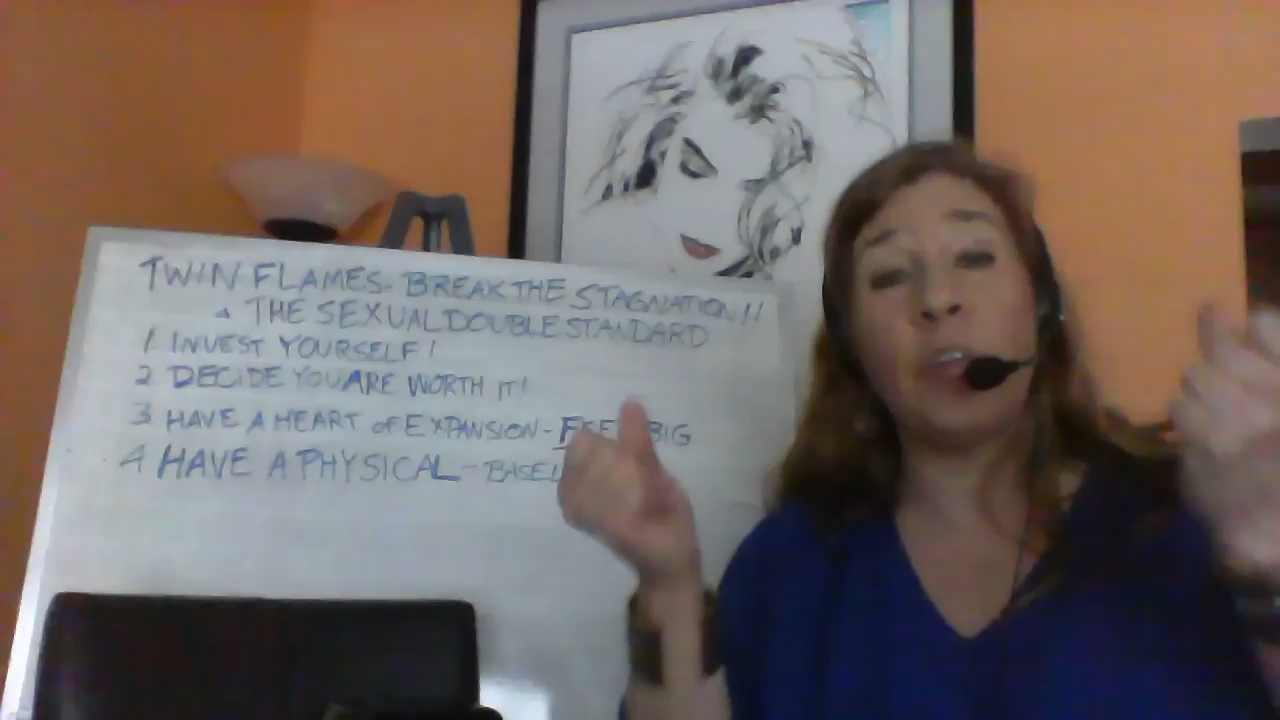 TWIN FLAMES- BREAK THE STAGNATION!!
THE SEXUAL DOUBLE STANDARD
1 INVEST YOURSELF!
2 DECIDE YOU ARE WORTH IT!
3 HAVE A HEART OF EXPANSION - BIG
4 HAVE A PHYSICAL -